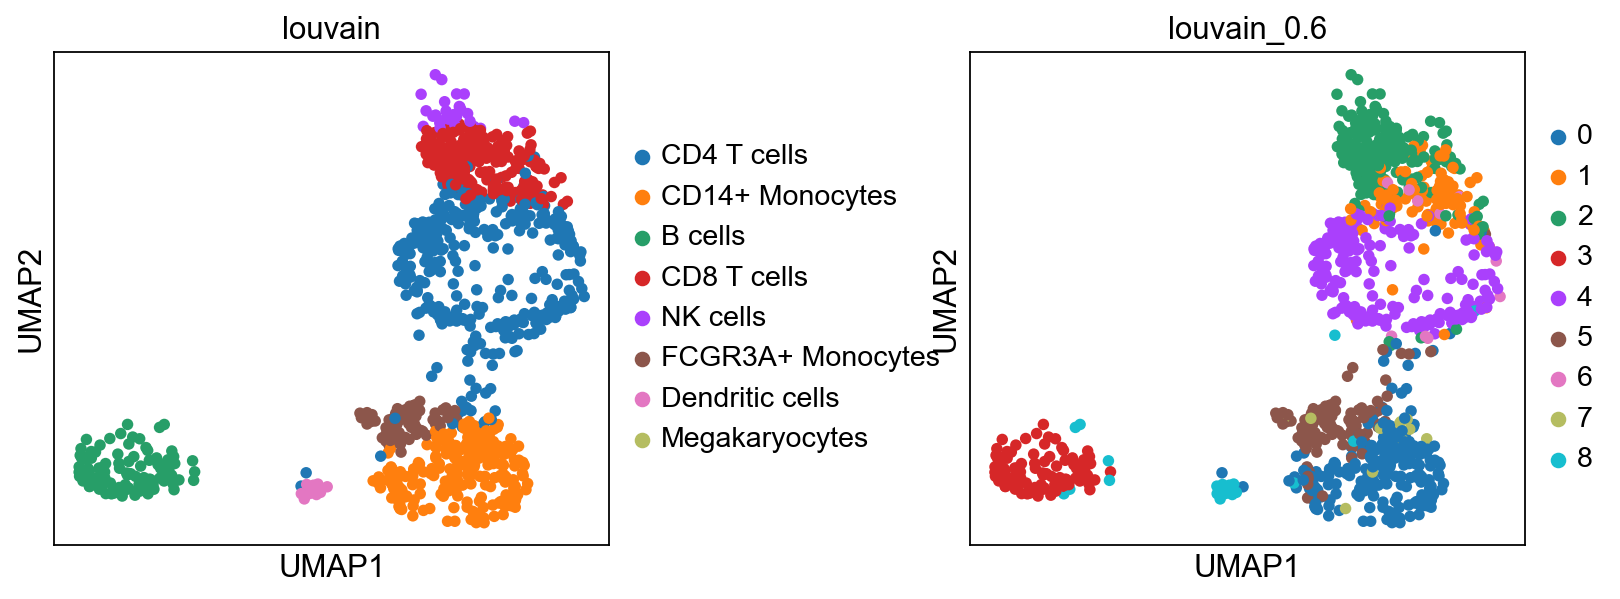 louvain
UMAP2
UMAP1
CD4 T cells
CD14+ Monocytes
B cells
CD8 T cells
NK cells
FCGR3A+ Monocytes
Dendritic cells
Megakaryocytes
louvain_0.6
UMAP2
UMAP1
0
1
2
3
4
5
6
7
8